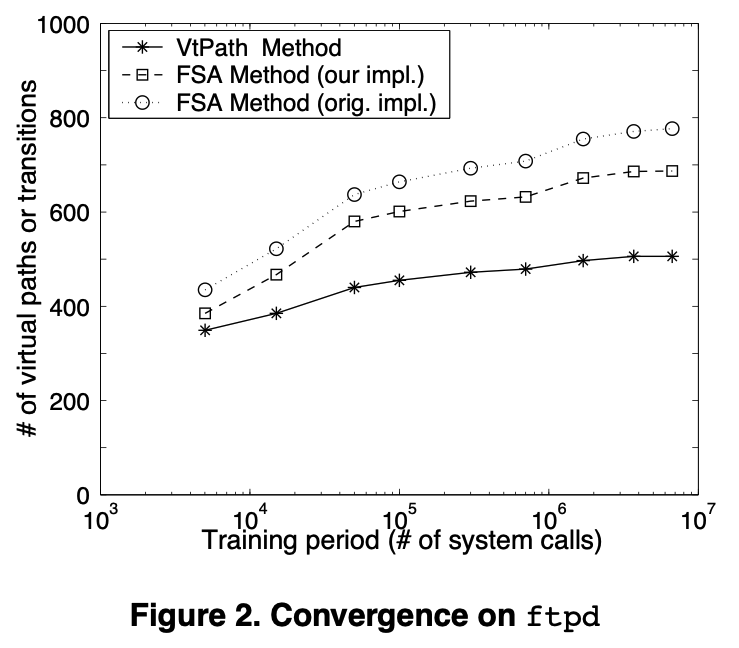 1000
800
600
400
200
0
VtPath Method
FSA Method (our impl.)
FSA Method (orig. impl.)
# of virtual paths or transitions
10^3 10^4 10^5 10^6 10^7
Training period (# of system calls)
Figure 2. Convergence on ftpd